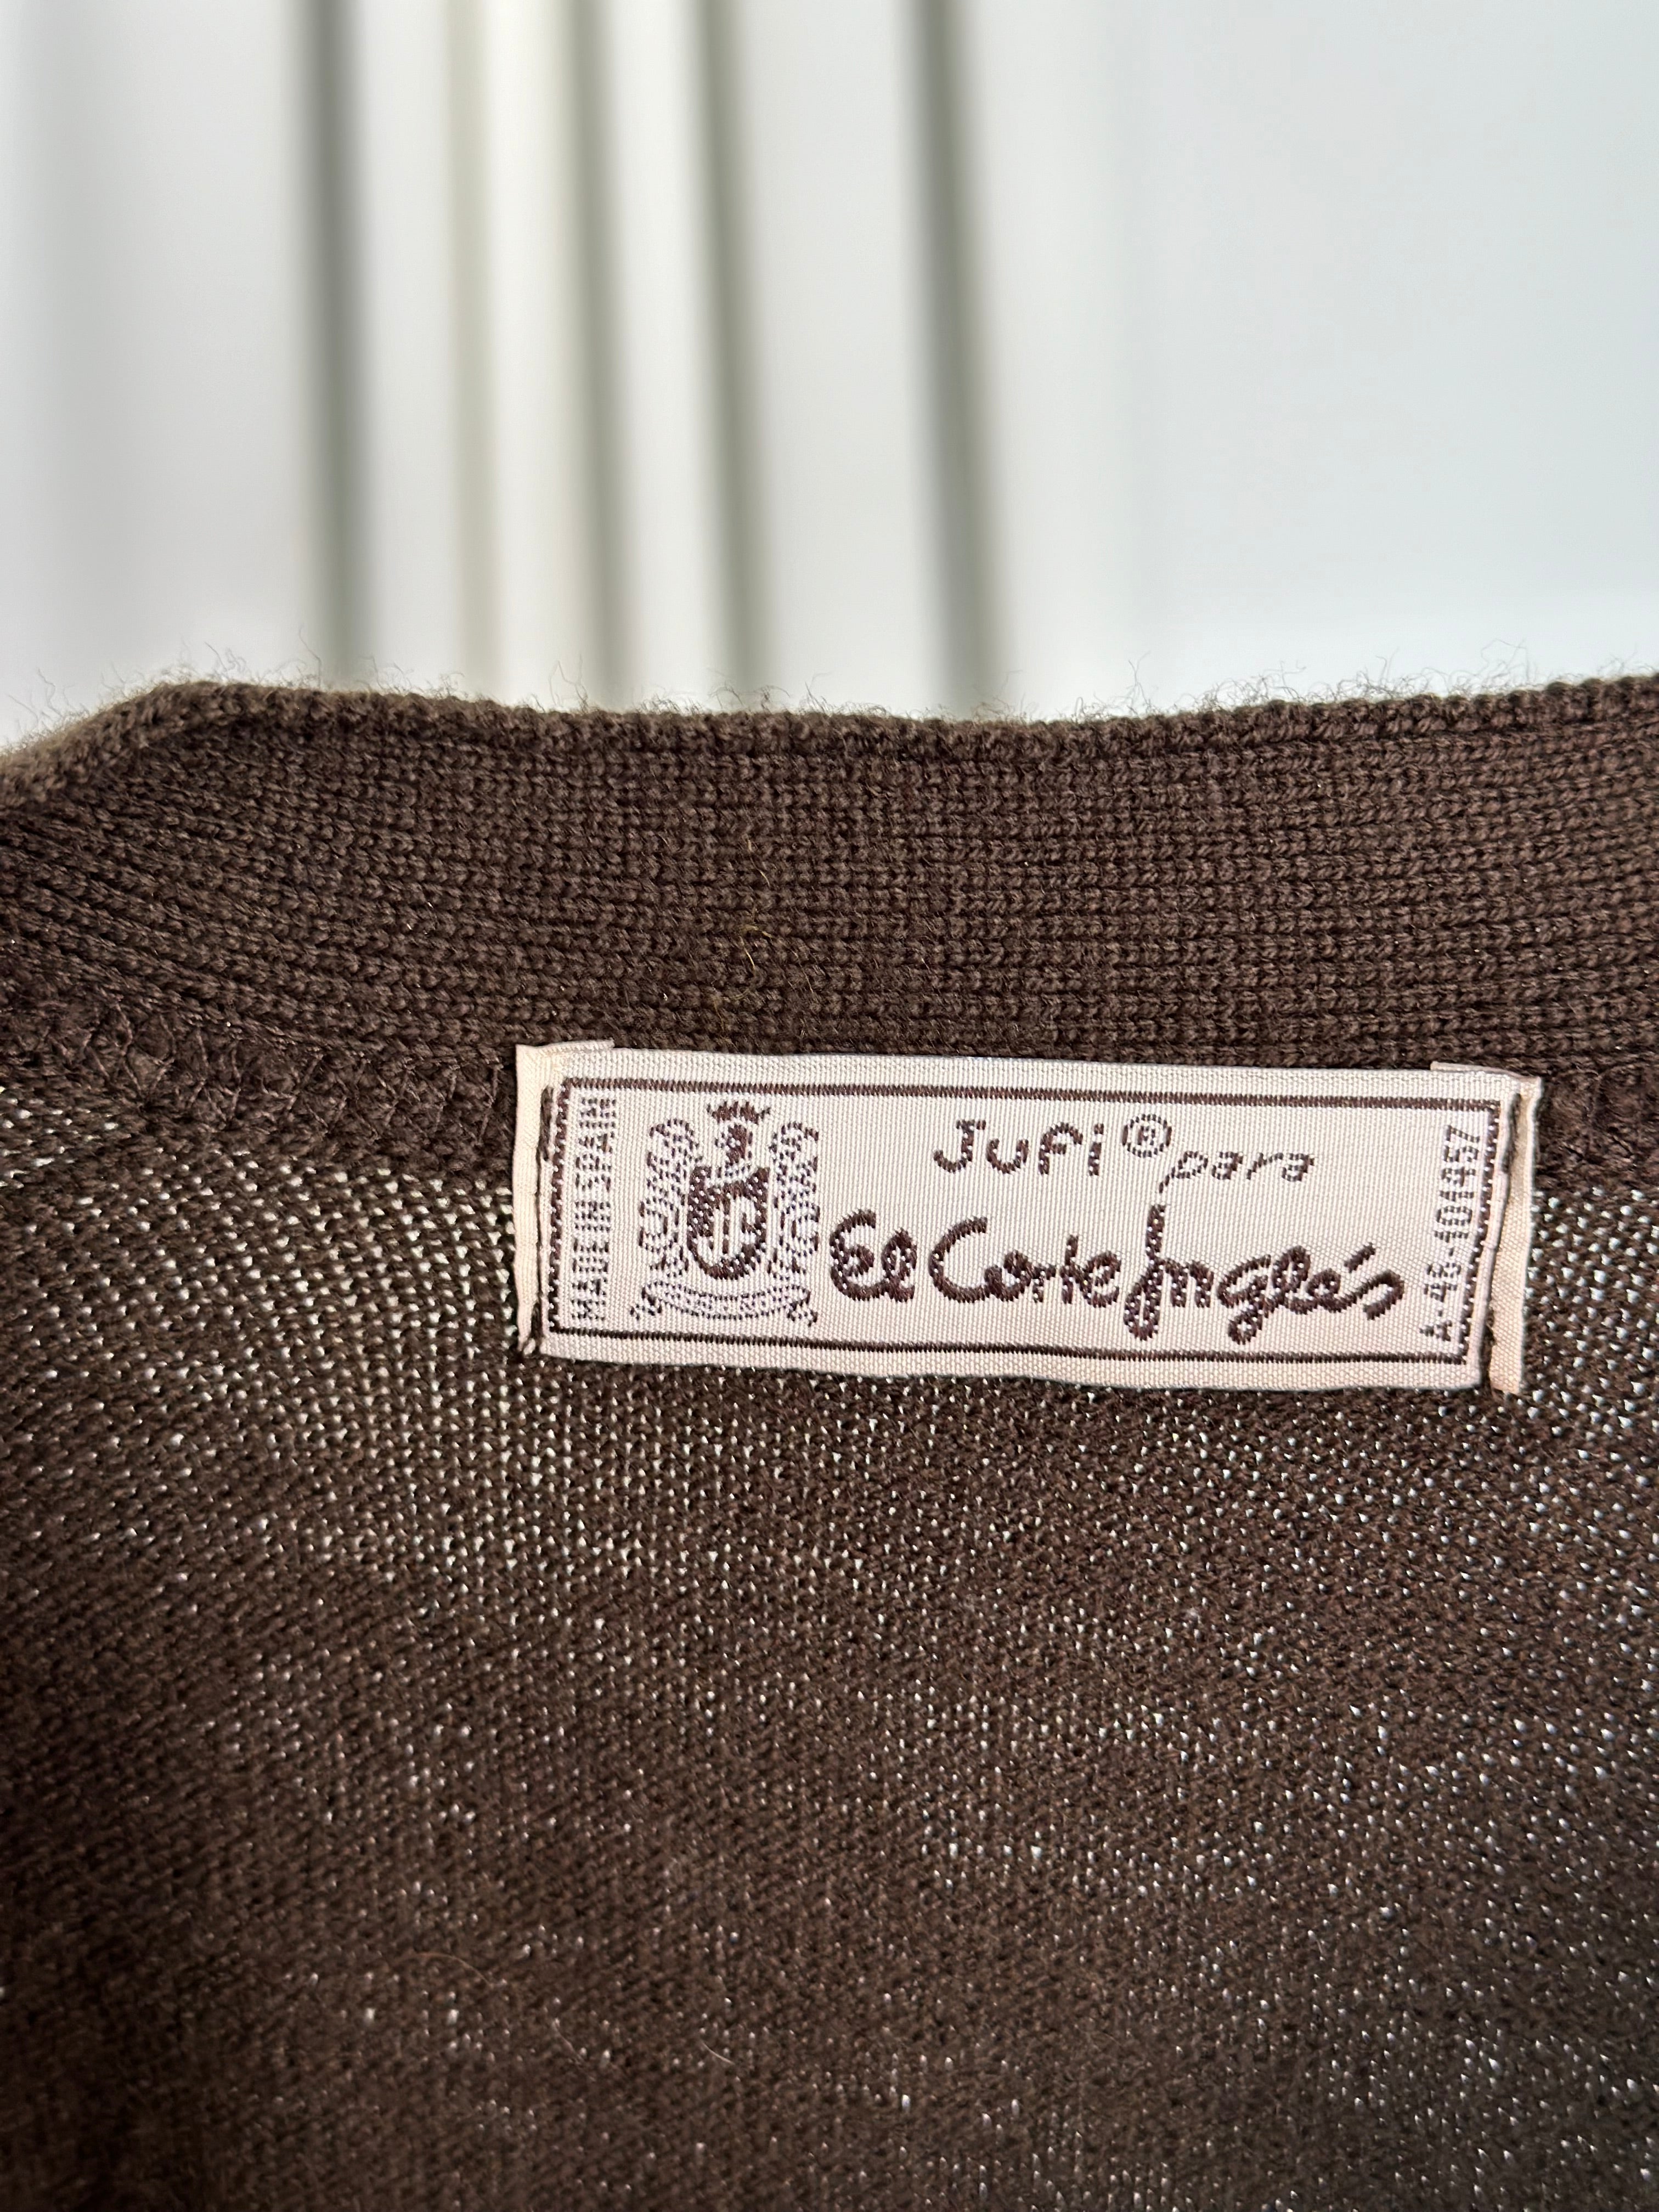 MADE IN SPAIN
Jufi® para
El Corte Inglés
A-46-101457